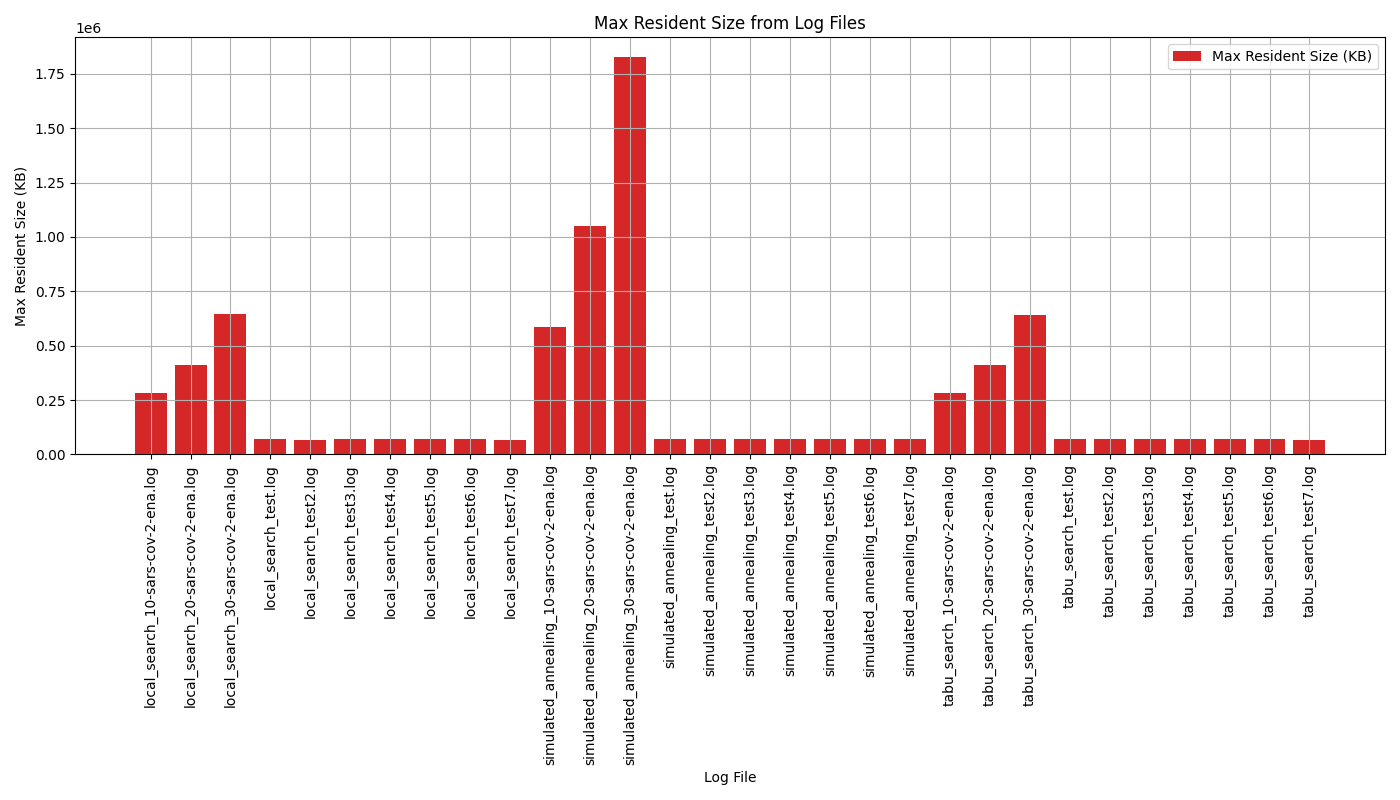 Max Resident Size from Log Files
1e6
Max Resident Size (KB)
1.75
1.50
1.25
1.00
0.75
0.50
0.25
0.00
Max Resident Size (KB)
local_search_10-sars-cov-2-ena.log
local_search_20-sars-cov-2-ena.log
local_search_30-sars-cov-2-ena.log
local_search_test.log
local_search_test2.log
local_search_test3.log
local_search_test4.log
local_search_test5.log
local_search_test6.log
local_search_test7.log
simulated_annealing_10-sars-cov-2-ena.log
simulated_annealing_20-sars-cov-2-ena.log
simulated_annealing_30-sars-cov-2-ena.log
simulated_annealing_test.log
simulated_annealing_test2.log
simulated_annealing_test3.log
simulated_annealing_test4.log
simulated_annealing_test5.log
simulated_annealing_test6.log
simulated_annealing_test7.log
tabu_search_10-sars-cov-2-ena.log
tabu_search_20-sars-cov-2-ena.log
tabu_search_30-sars-cov-2-ena.log
tabu_search_test.log
tabu_search_test2.log
tabu_search_test3.log
tabu_search_test4.log
tabu_search_test5.log
tabu_search_test6.log
tabu_search_test7.log
Log File